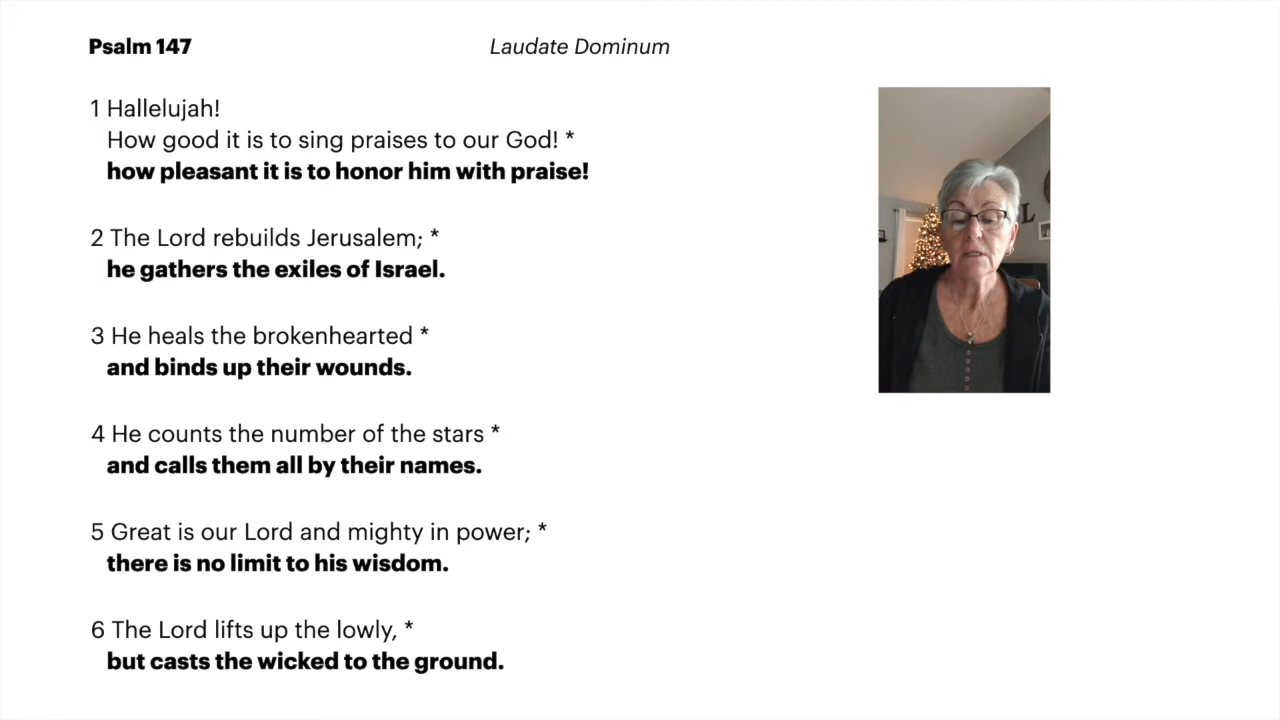 Psalm 147 Laudate Dominum
1 Hallelujah!
How good it is to sing praises to our God! *
how pleasant it is to honor him with praise!
2 The Lord rebuilds Jerusalem; *
he gathers the exiles of Israel.
3 He heals the brokenhearted *
and binds up their wounds.
4 He counts the number of the stars *
and calls them all by their names.
5 Great is our Lord and mighty in power; *
there is no limit to his wisdom.
6 The Lord lifts up the lowly, *
but casts the wicked to the ground.
L